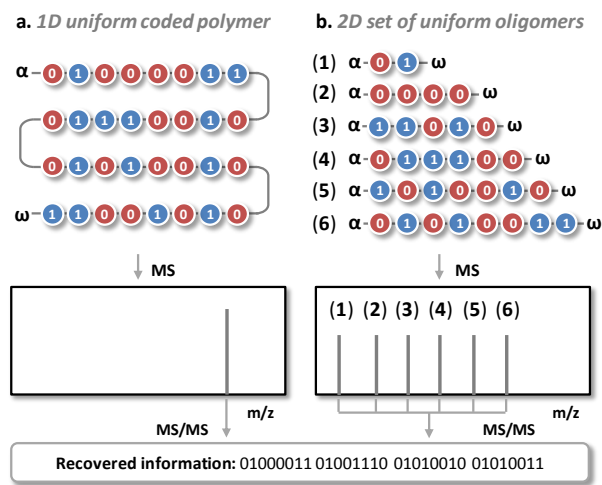 a. 1D uniform coded polymer
α 0 1 0 0 0 0 1 1
0 1 1 1 0 0 1 0
0 1 0 1 0 0 1 0
ω 1 1 0 0 1 0 1 0
MS
m/z
MS/MS
b. 2D set of uniform oligomers
(1) α 0 1 ω
(2) α 0 0 0 0 ω
(3) α 1 1 0 1 0 ω
(4) α 0 1 1 1 0 0 ω
(5) α 1 0 1 0 0 1 0 ω
(6) α 0 1 0 1 0 0 1 1 ω
MS
(1) (2) (3) (4) (5) (6)
m/z
MS/MS
Recovered information: 01000011 01001110 01010010 01010011